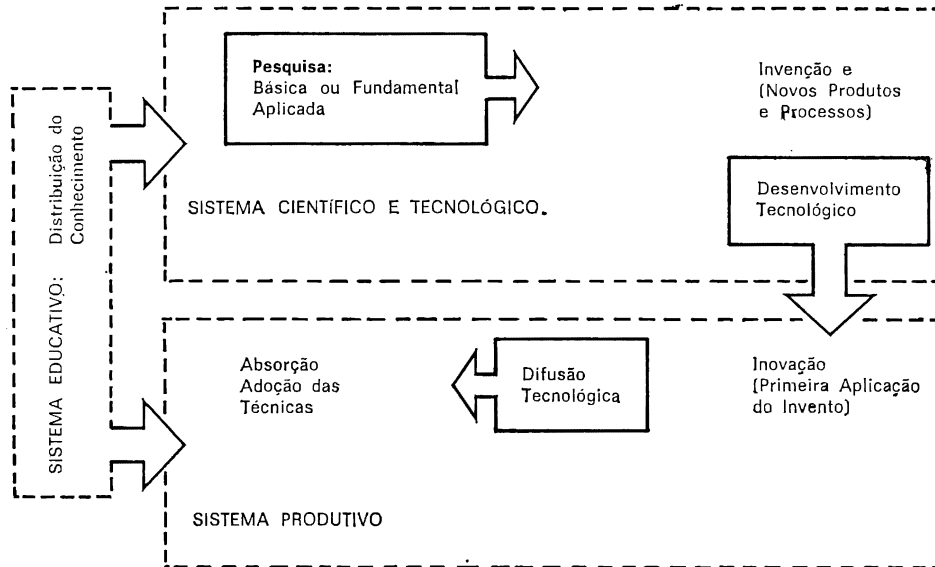 Pesquisa:
Básica ou Fundamental
Aplicada
Invenção e
(Novos Produtos
e Processos)
Distribuição do
Conhecimento
SISTEMA EDUCATIVO:
SISTEMA CIENTÍFICO E TECNOLÓGICO.
Desenvolvimento
Tecnológico
Absorção
Adoção das
Técnicas
Difusão
Tecnológica
Inovação
(Primeira Aplicação
do Invento)
SISTEMA PRODUTIVO